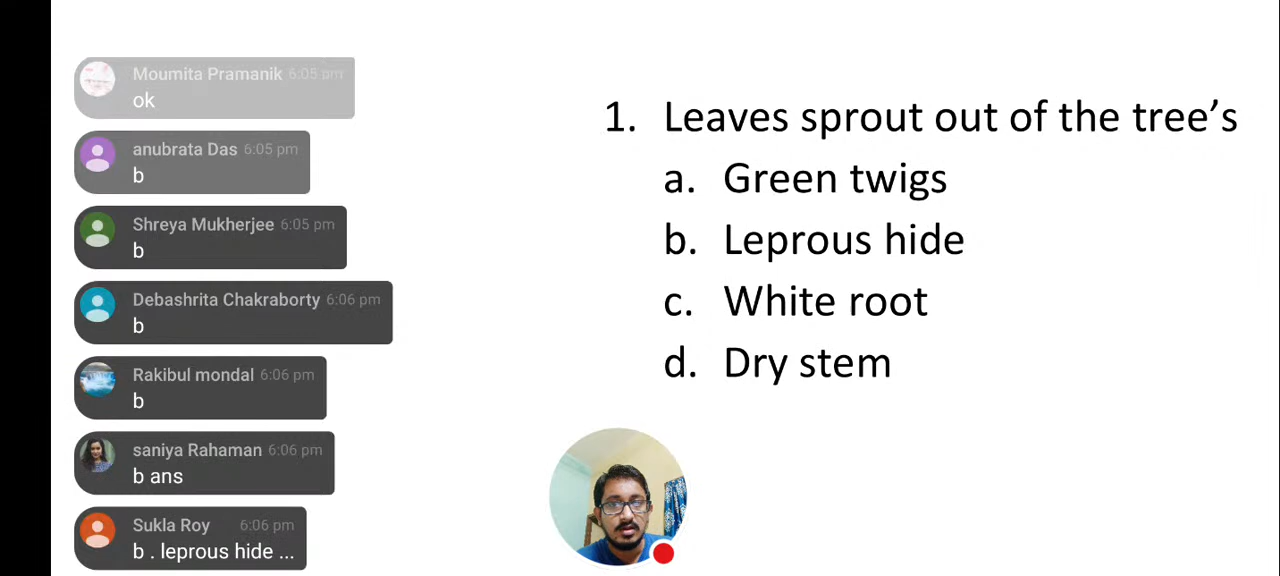 Moumita Pramanik 6:05 pm
ok
anubrata Das 6:05 pm
b
Shreya Mukherjee 6:05 pm
b
Debashrita Chakraborty 6:06 pm
b
Rakibul mondal 6:06 pm
b
saniya Rahaman 6:06 pm
b ans
Sukla Roy 6:06 pm
b . leprous hide ...
1. Leaves sprout out of the tree’s
a. Green twigs
b. Leprous hide
c. White root
d. Dry stem